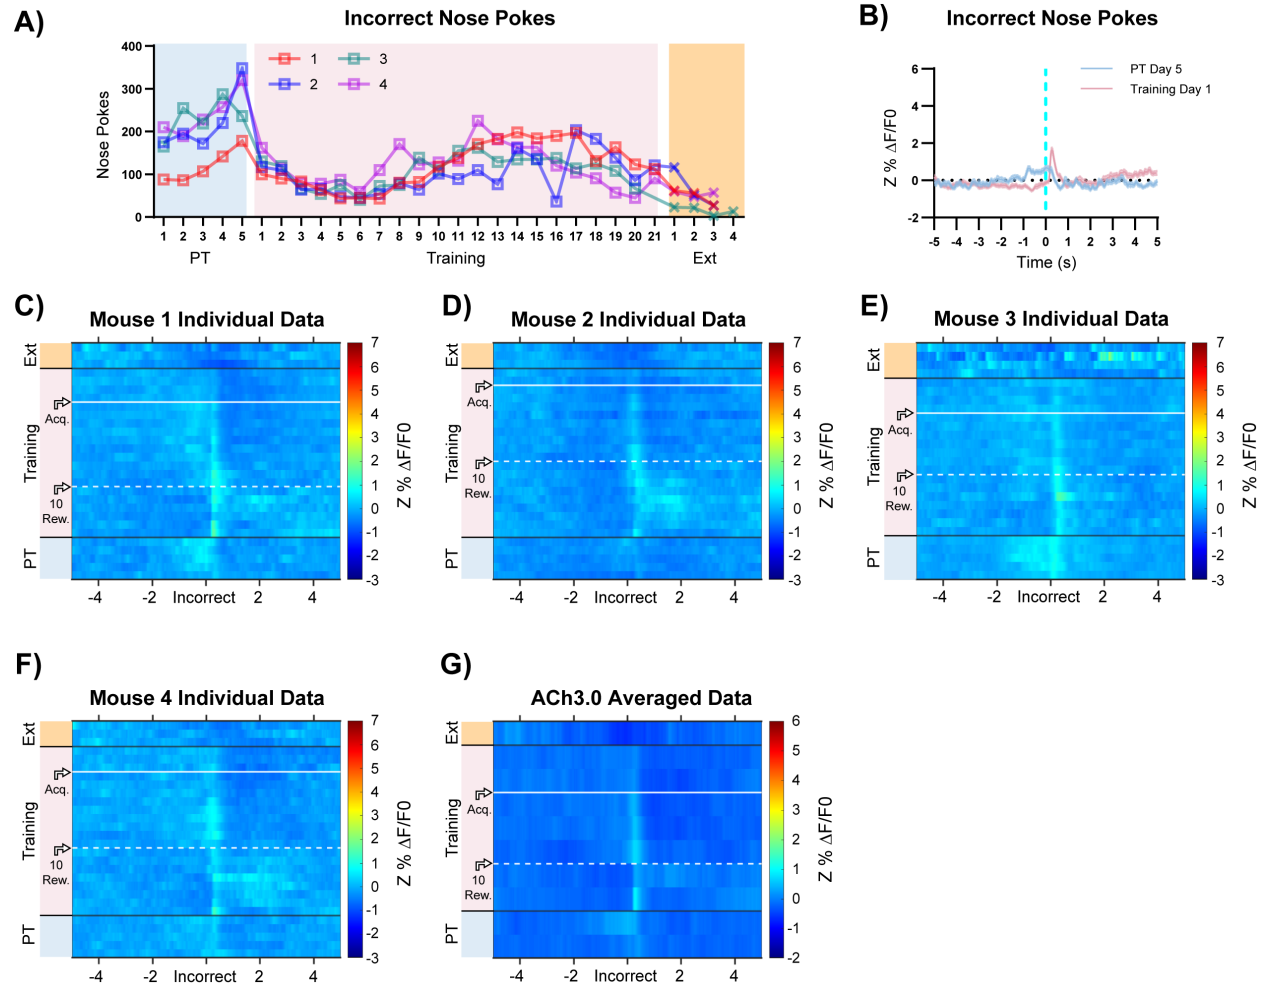 A)
Incorrect Nose Pokes
Nose Pokes
400
300
200
100
0
1
2
3
4
1 2 3 4 5 1 2 3 4 5 6 7 8 9 10 11 12 13 14 15 16 17 18 19 20 21 1 2 3 4
PT Training Ext
B)
Incorrect Nose Pokes
Z % ΔF/F0
6
4
2
0
-2
PT Day 5
Training Day 1
-5 -4 -3 -2 -1 0 1 2 3 4 5
Time (s)
C)
Mouse 1 Individual Data
Ext
Training
PT
Acq.
10
Rew.
-4 -2 Incorrect 2 4
7
6
5
4
3
2
1
0
-1
-2
-3
Z % ΔF/F0
D)
Mouse 2 Individual Data
Ext
Training
PT
Acq.
10
Rew.
-4 -2 Incorrect 2 4
7
6
5
4
3
2
1
0
-1
-2
-3
Z % ΔF/F0
E)
Mouse 3 Individual Data
Ext
Training
PT
Acq.
10
Rew.
-4 -2 Incorrect 2 4
7
6
5
4
3
2
1
0
-1
-2
-3
Z % ΔF/F0
F)
Mouse 4 Individual Data
Ext
Training
PT
Acq.
10
Rew.
-4 -2 Incorrect 2 4
7
6
5
4
3
2
1
0
-1
-2
-3
Z % ΔF/F0
G)
ACh3.0 Averaged Data
Ext
Training
PT
Acq.
10
Rew.
-4 -2 Incorrect 2 4
6
5
4
3
2
1
0
-1
-2
Z % ΔF/F0